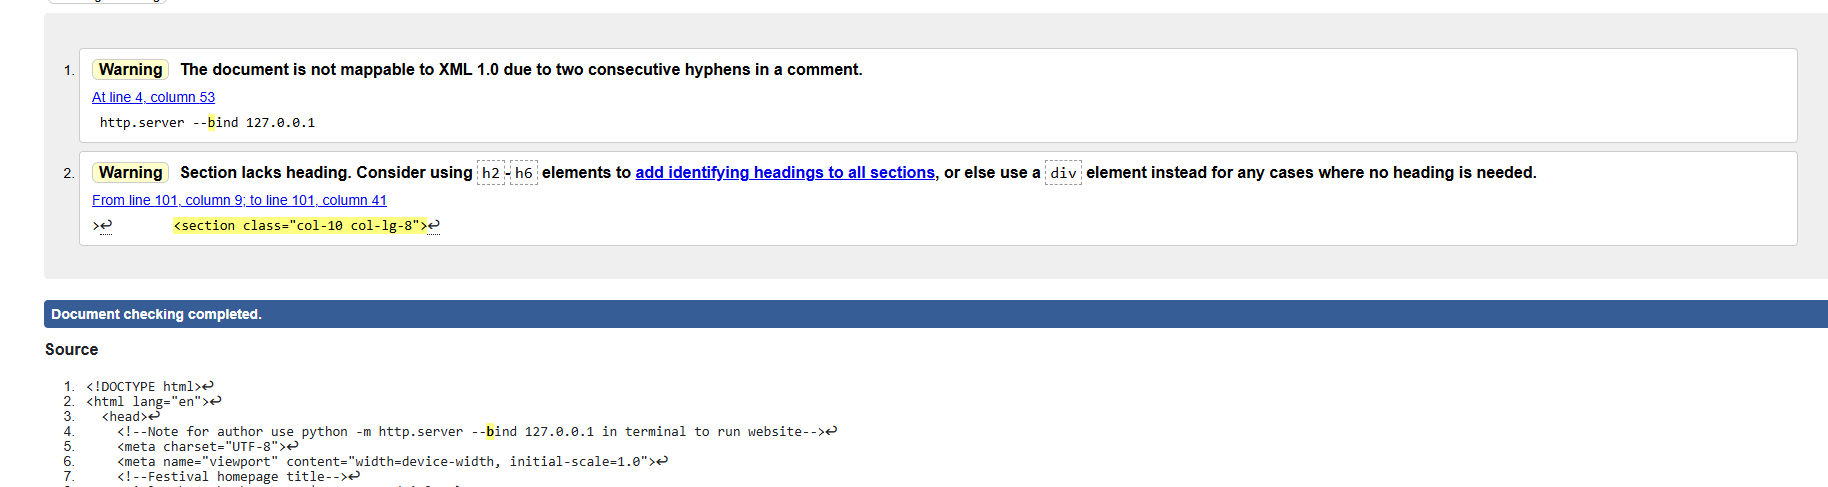 1. Warning The document is not mappable to XML 1.0 due to two consecutive hyphens in a comment.
At line 4, column 53
http.server --bind 127.0.0.1
2. Warning Section lacks heading. Consider using h2-h6 elements to add identifying headings to all sections, or else use a div element instead for any cases where no heading is needed.
From line 101, column 9; to line 101, column 41
>↩ <section class="col-10 col-lg-8">↩
Document checking completed.
Source
1. <!DOCTYPE html>↩
2. <html lang="en">↩
3. <head>↩
4. <!--Note for author use python -m http.server --bind 127.0.0.1 in terminal to run website-->↩
5. <meta charset="UTF-8">↩
6. <meta name="viewport" content="width=device-width, initial-scale=1.0">↩
7. <!--Festival homepage title-->↩